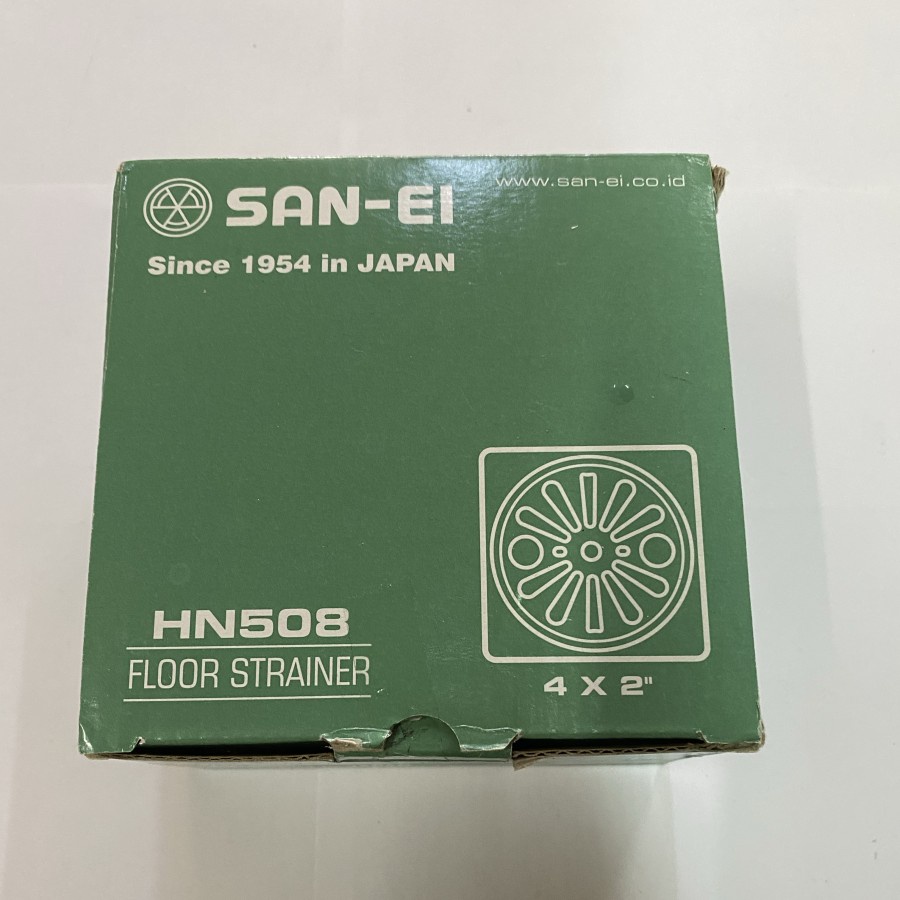 SAN-EI
www.san-ei.co.id
Since 1954 in JAPAN
HN508
FLOOR STRAINER
4 X 2"